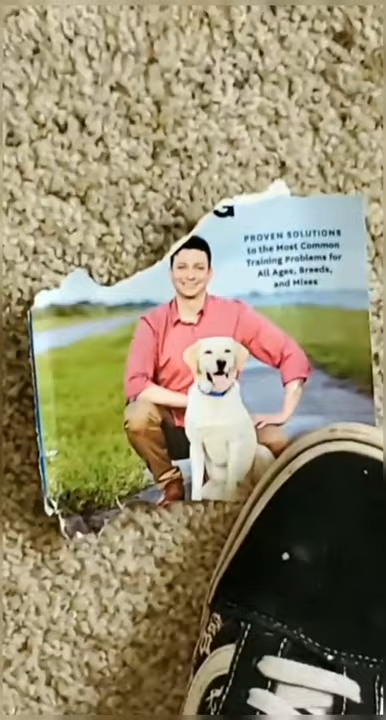 G
PROVEN SOLUTIONS
to the Most Common
Training Problems for
All Ages, Breeds,
and Mixes